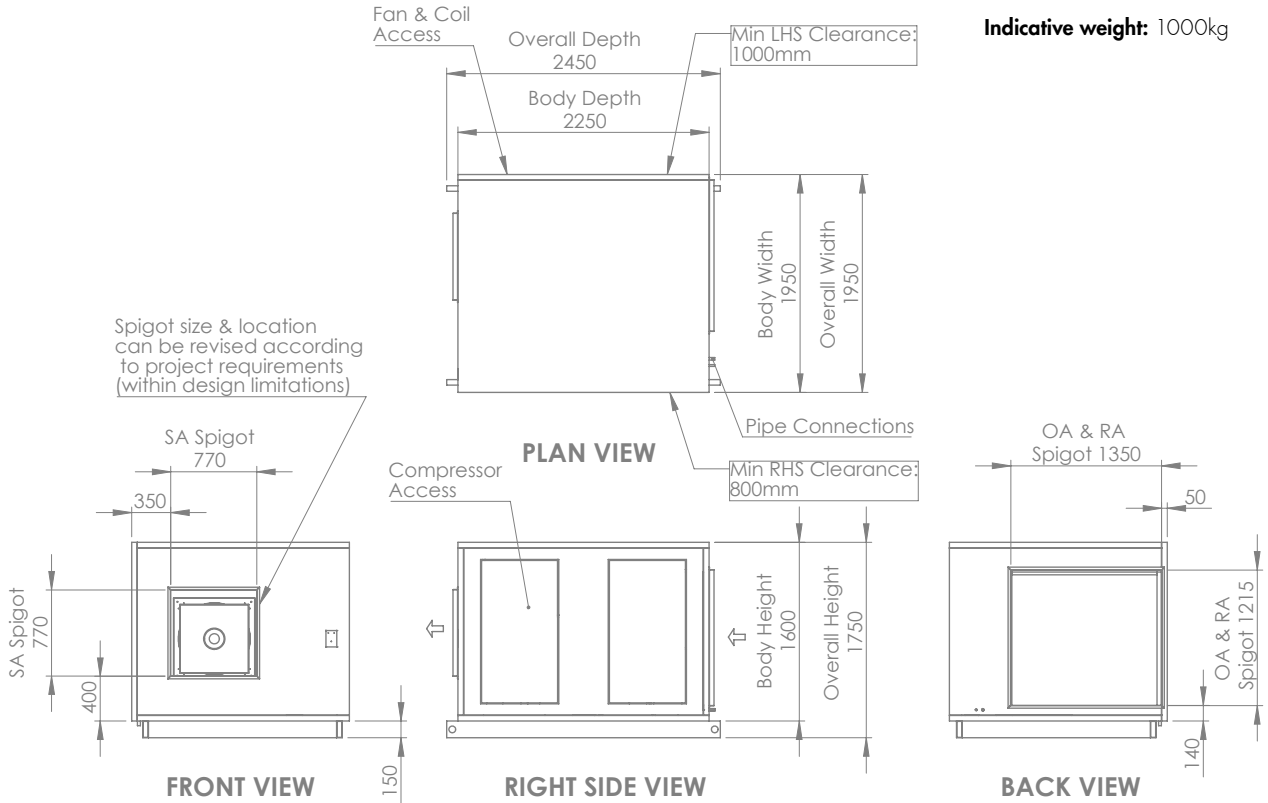 Fan & Coil
Access
Overall Depth
2450
Min LHS Clearance:
1000mm
Indicative weight: 1000kg
Body Depth
2250
Body Width
1950
Overall Width
1950
Spigot size & location
can be revised according
to project requirements
(within design limitations)
Pipe Connections
PLAN VIEW
Min RHS Clearance:
800mm
SA Spigot
770
350
SA Spigot
770
400
150
FRONT VIEW
Compressor
Access
Body Height
1600
Overall Height
1750
RIGHT SIDE VIEW
OA & RA
Spigot 1350
50
OA & RA
Spigot 1215
140
BACK VIEW